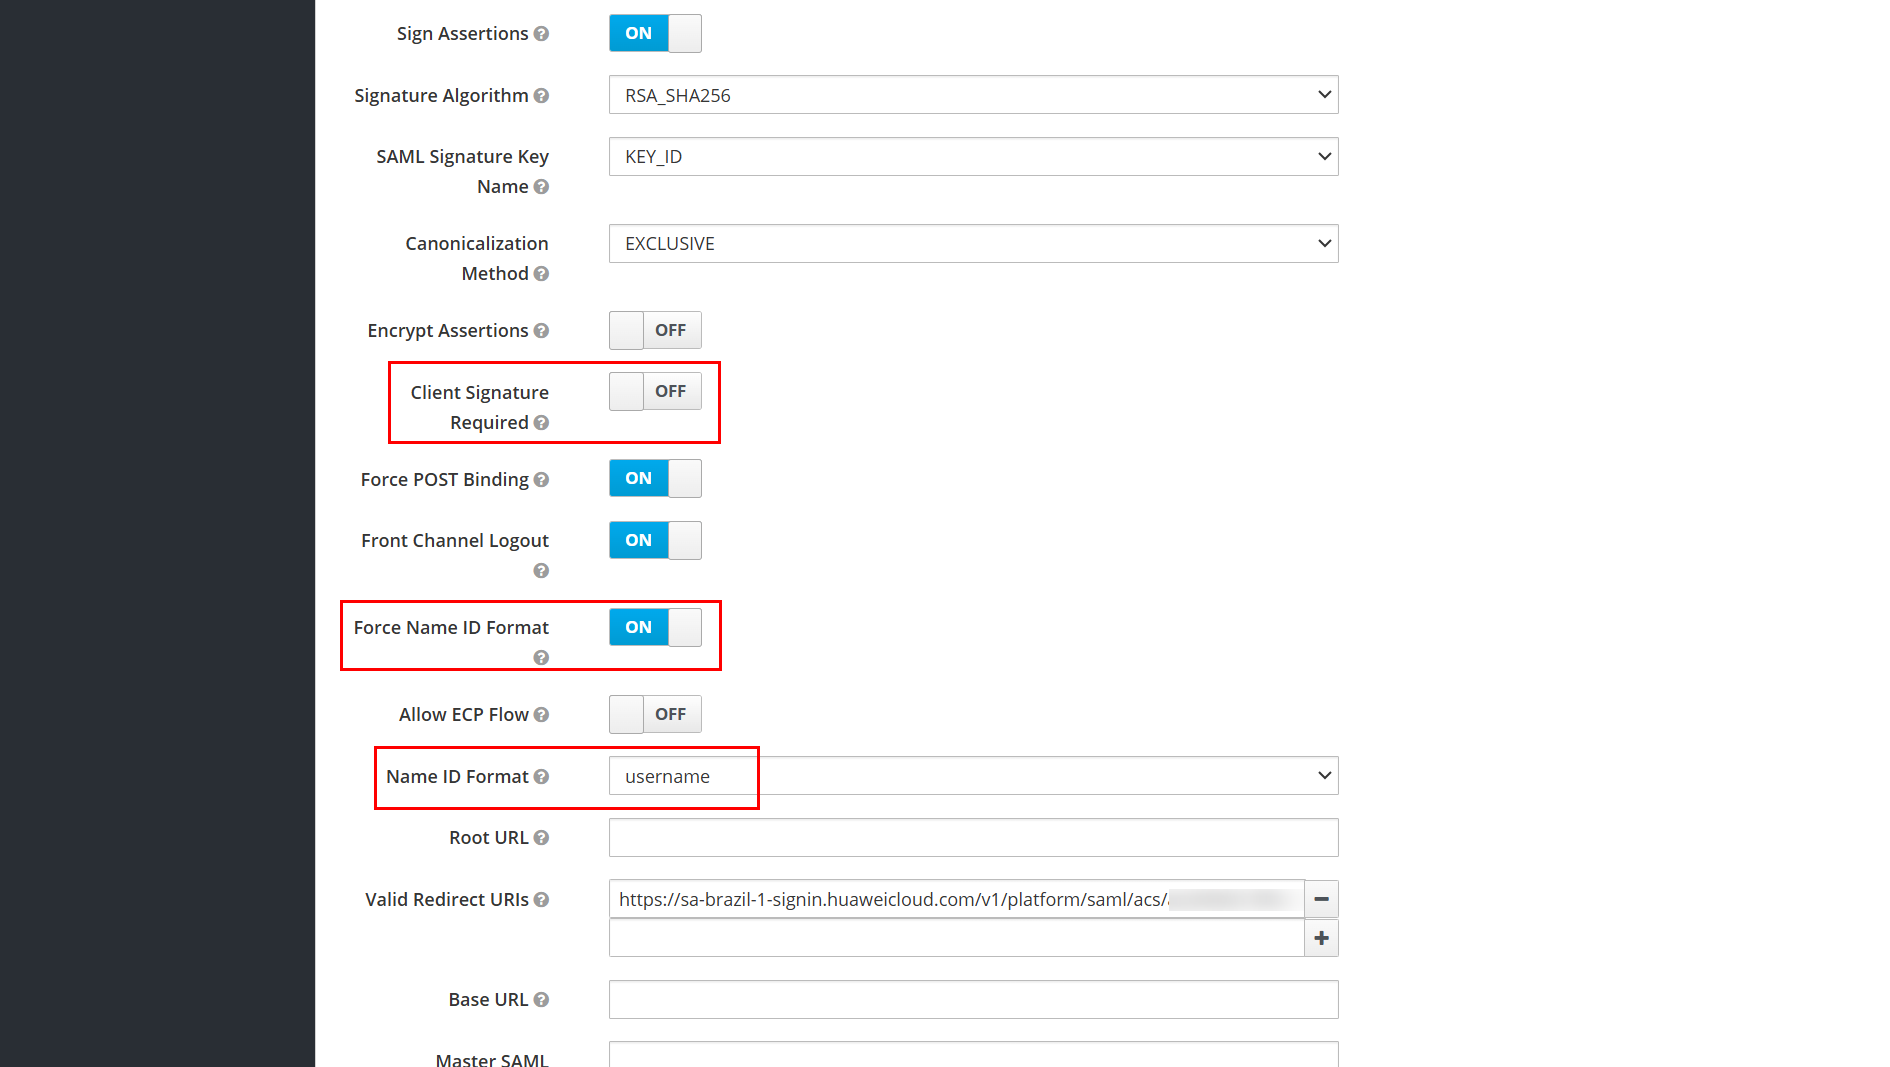 Sign Assertions ON
Signature Algorithm RSA_SHA256
SAML Signature Key KEY_ID
Name
Canonicalization EXCLUSIVE
Method
Encrypt Assertions OFF
Client Signature OFF
Required
Force POST Binding ON
Front Channel Logout ON
Force Name ID Format ON
Allow ECP Flow OFF
Name ID Format username
Root URL
Valid Redirect URIs https://sa-brazil-1-signin.huaweicloud.com/v1/platform/saml/acs/
Base URL
Master SAML